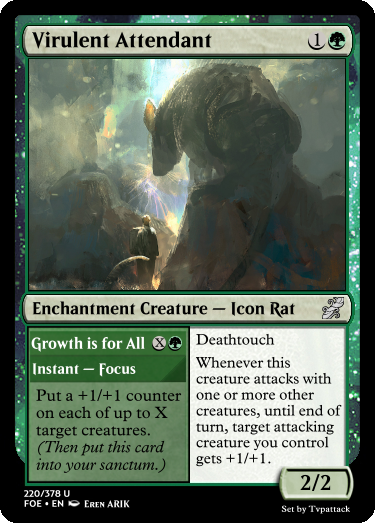 Virulent Attendant 1
Enchantment Creature — Icon Rat
Growth is for All X
Instant — Focus
Put a +1/+1 counter
on each of up to X
target creatures.
(Then put this card
into your sanctum.)
Deathtouch
Whenever this
creature attacks with
one or more other
creatures, until end of
turn, target attacking
creature you control
gets +1/+1.
2/2
220/378 U
FOE • EN Eren ARIK
Set by Tvpattack